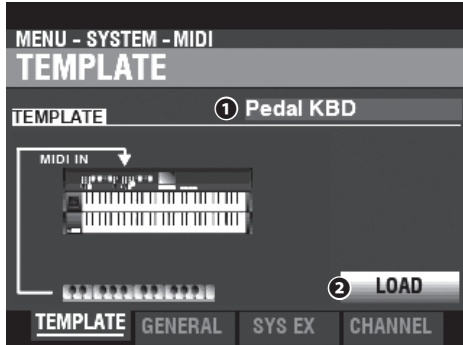 MENU - SYSTEM - MIDI
TEMPLATE
TEMPLATE ① Pedal KBD
MIDI IN
② LOAD
TEMPLATE GENERAL SYS EX CHANNEL